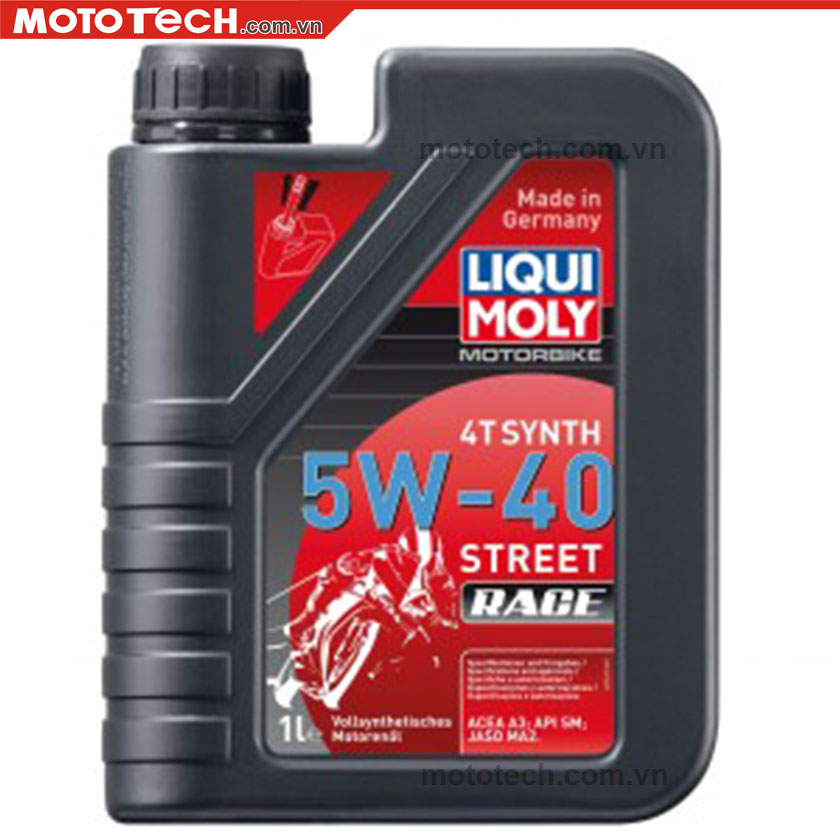 MOTOTECH.com.vn
mototech.com.vn
Made in
Germany
LIQUI
MOLY
MOTORBIKE
4T SYNTH
5W-40
STREET
RACE
1L e
Vollsynthetisches
Motorenöl
ACEA A3; API SM;
JASO MA2.
mototech.com.vn